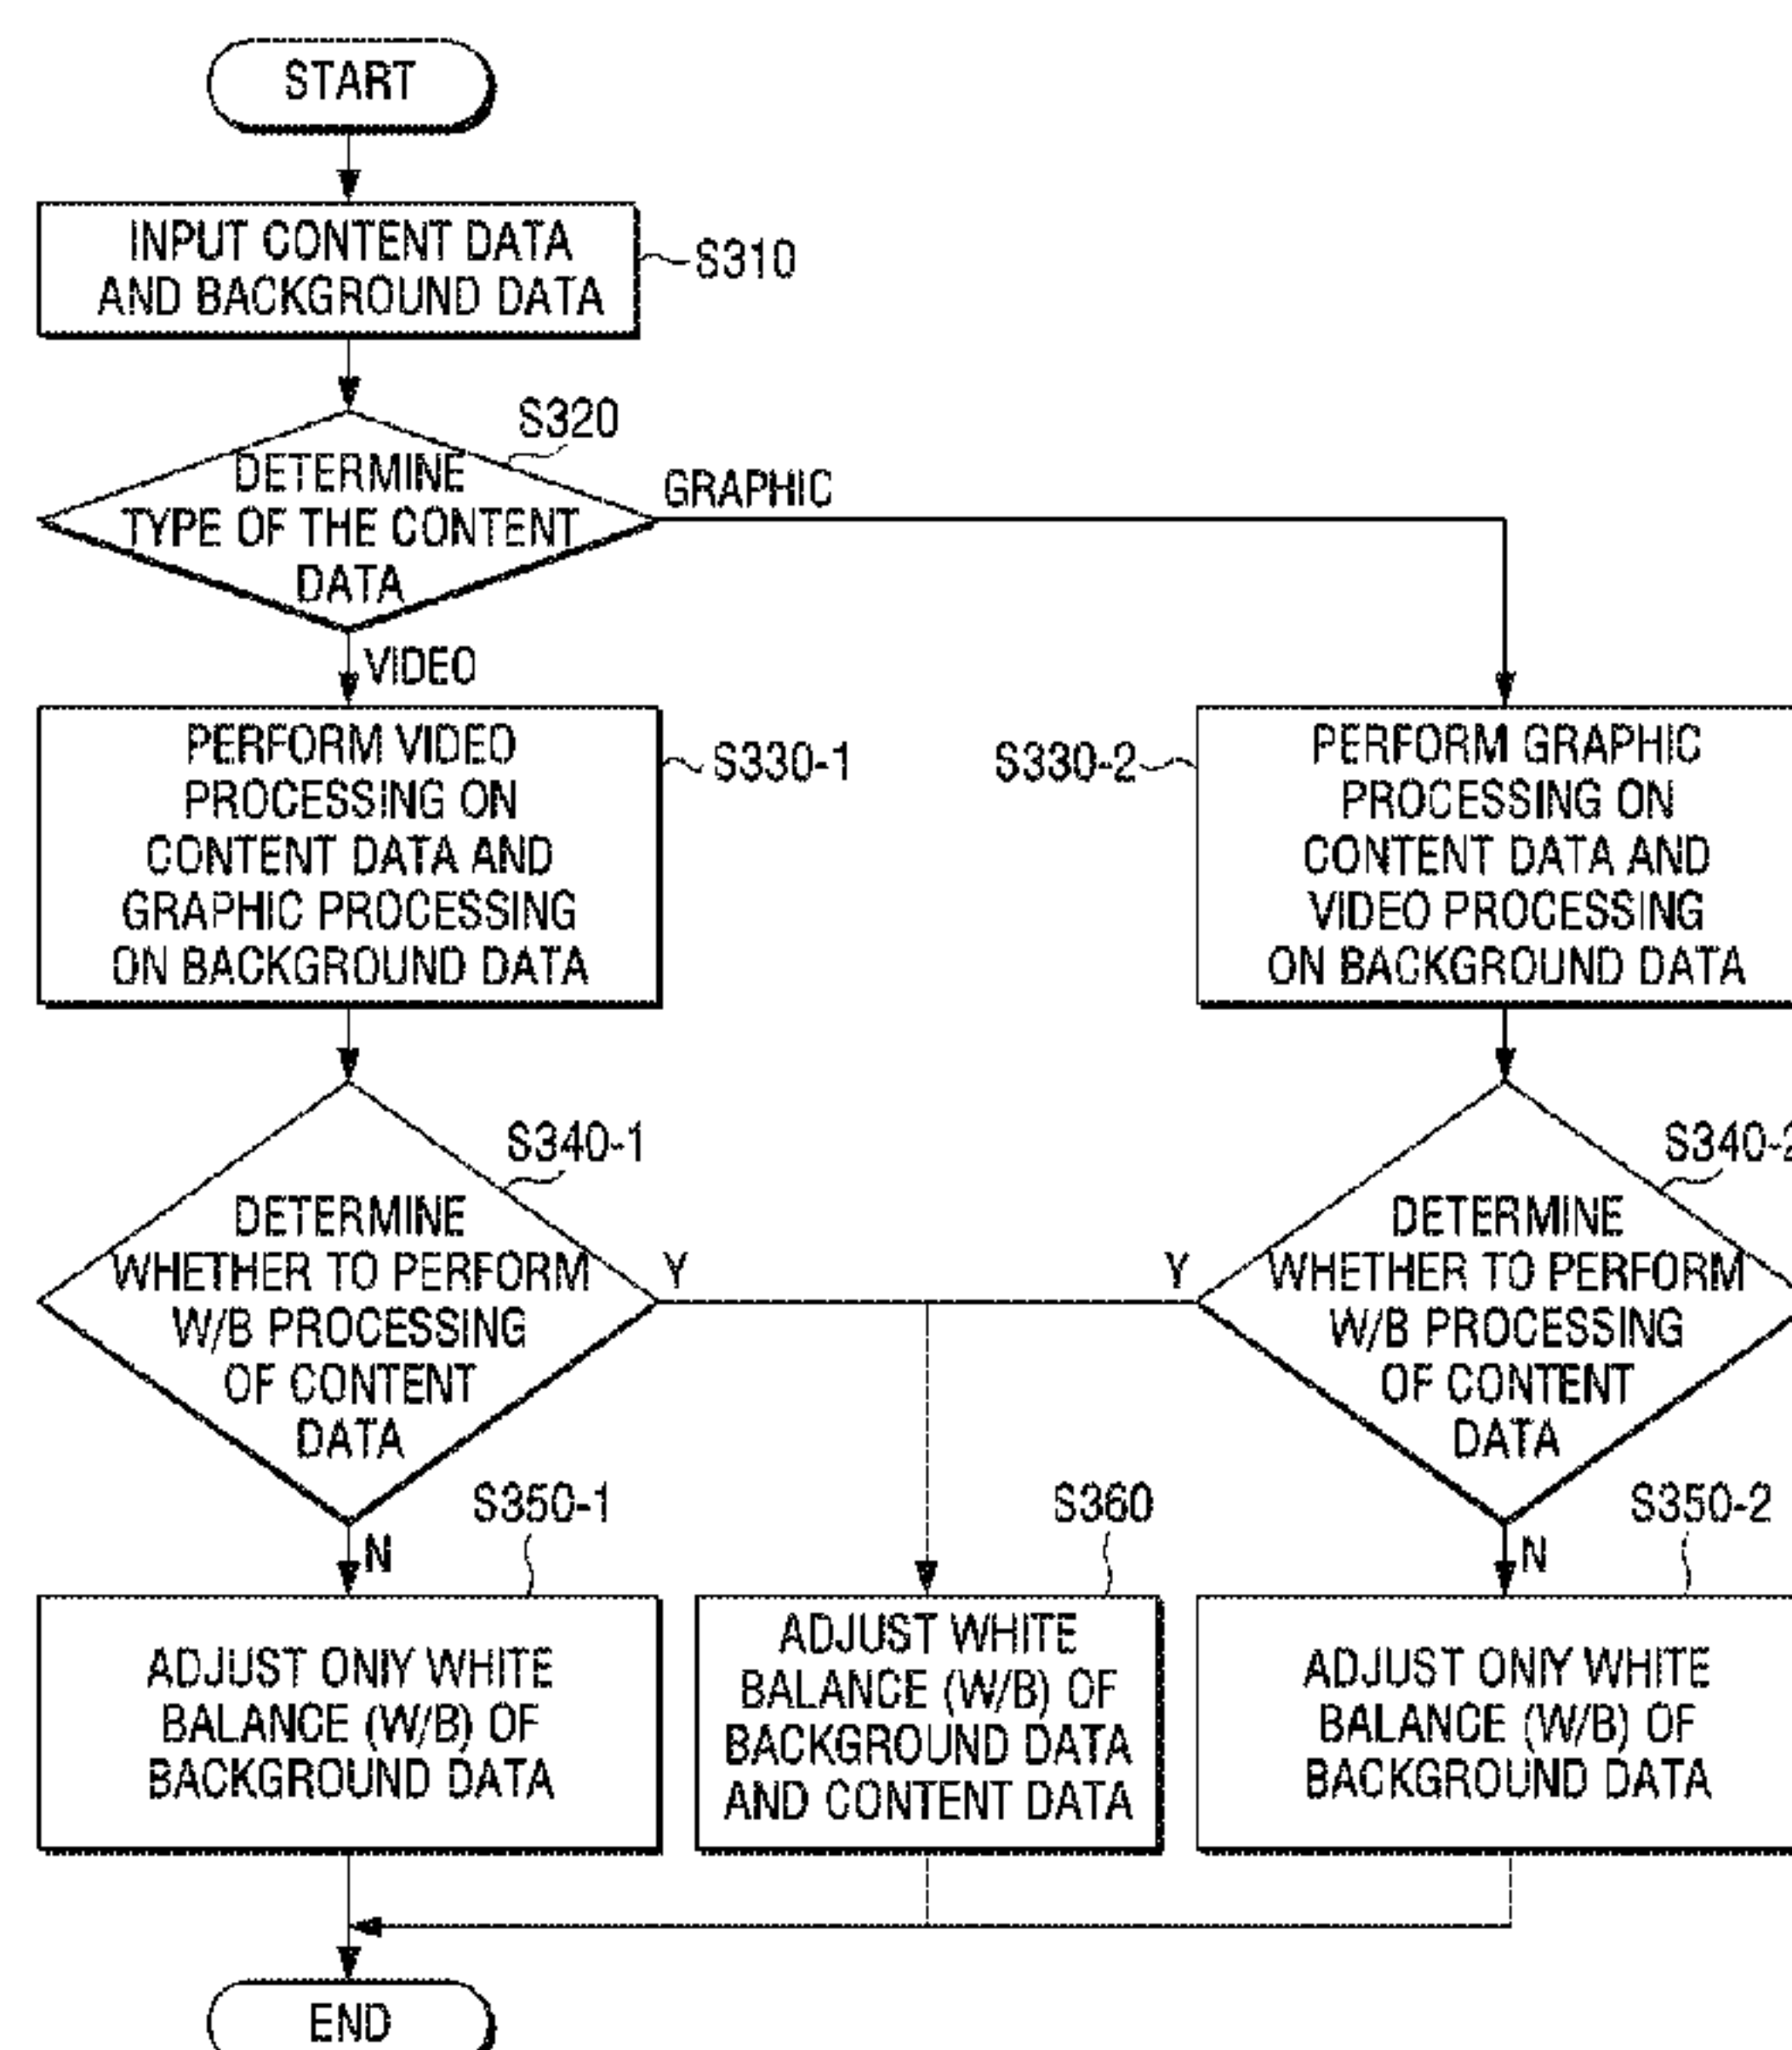 START
INPUT CONTENT DATA
AND BACKGROUND DATA
S310
S320
DETERMINE
TYPE OF THE CONTENT
DATA
GRAPHIC
VIDEO
PERFORM VIDEO
PROCESSING ON
CONTENT DATA AND
GRAPHIC PROCESSING
ON BACKGROUND DATA
S330-1
S330-2
PERFORM GRAPHIC
PROCESSING ON
CONTENT DATA AND
VIDEO PROCESSING
ON BACKGROUND DATA
S340-1
DETERMINE
WHETHER TO PERFORM
W/B PROCESSING
OF CONTENT
DATA
Y
Y
S340-2
DETERMINE
WHETHER TO PERFORM
W/B PROCESSING
OF CONTENT
DATA
N
N
S350-1
ADJUST ONLY WHITE
BALANCE (W/B) OF
BACKGROUND DATA
S360
ADJUST WHITE
BALANCE (W/B) OF
BACKGROUND DATA
AND CONTENT DATA
S350-2
ADJUST ONLY WHITE
BALANCE (W/B) OF
BACKGROUND DATA
END